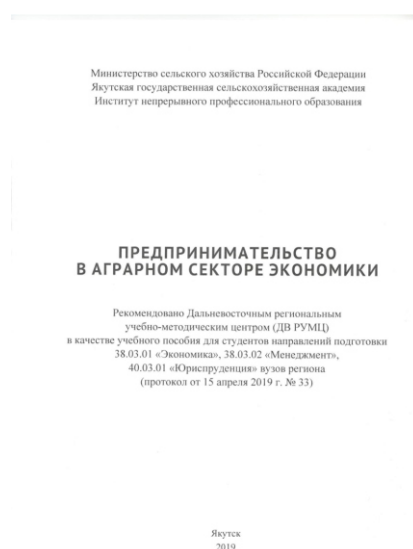 Министерство сельского хозяйства Российской Федерации
Якутская государственная сельскохозяйственная академия
Институт непрерывного профессионального образования
ПРЕДПРИНИМАТЕЛЬСТВО
В АГРАРНОМ СЕКТОРЕ ЭКОНОМИКИ
Рекомендовано Дальневосточным региональным
учебно-методическим центром (ДВ РУМЦ)
в качестве учебного пособия для студентов направлений подготовки
38.03.01 «Экономика», 38.03.02 «Менеджмент»,
40.03.01 «Юриспруденция» вузов региона
(протокол от 15 апреля 2019 г. № 33)
Якутск
2019